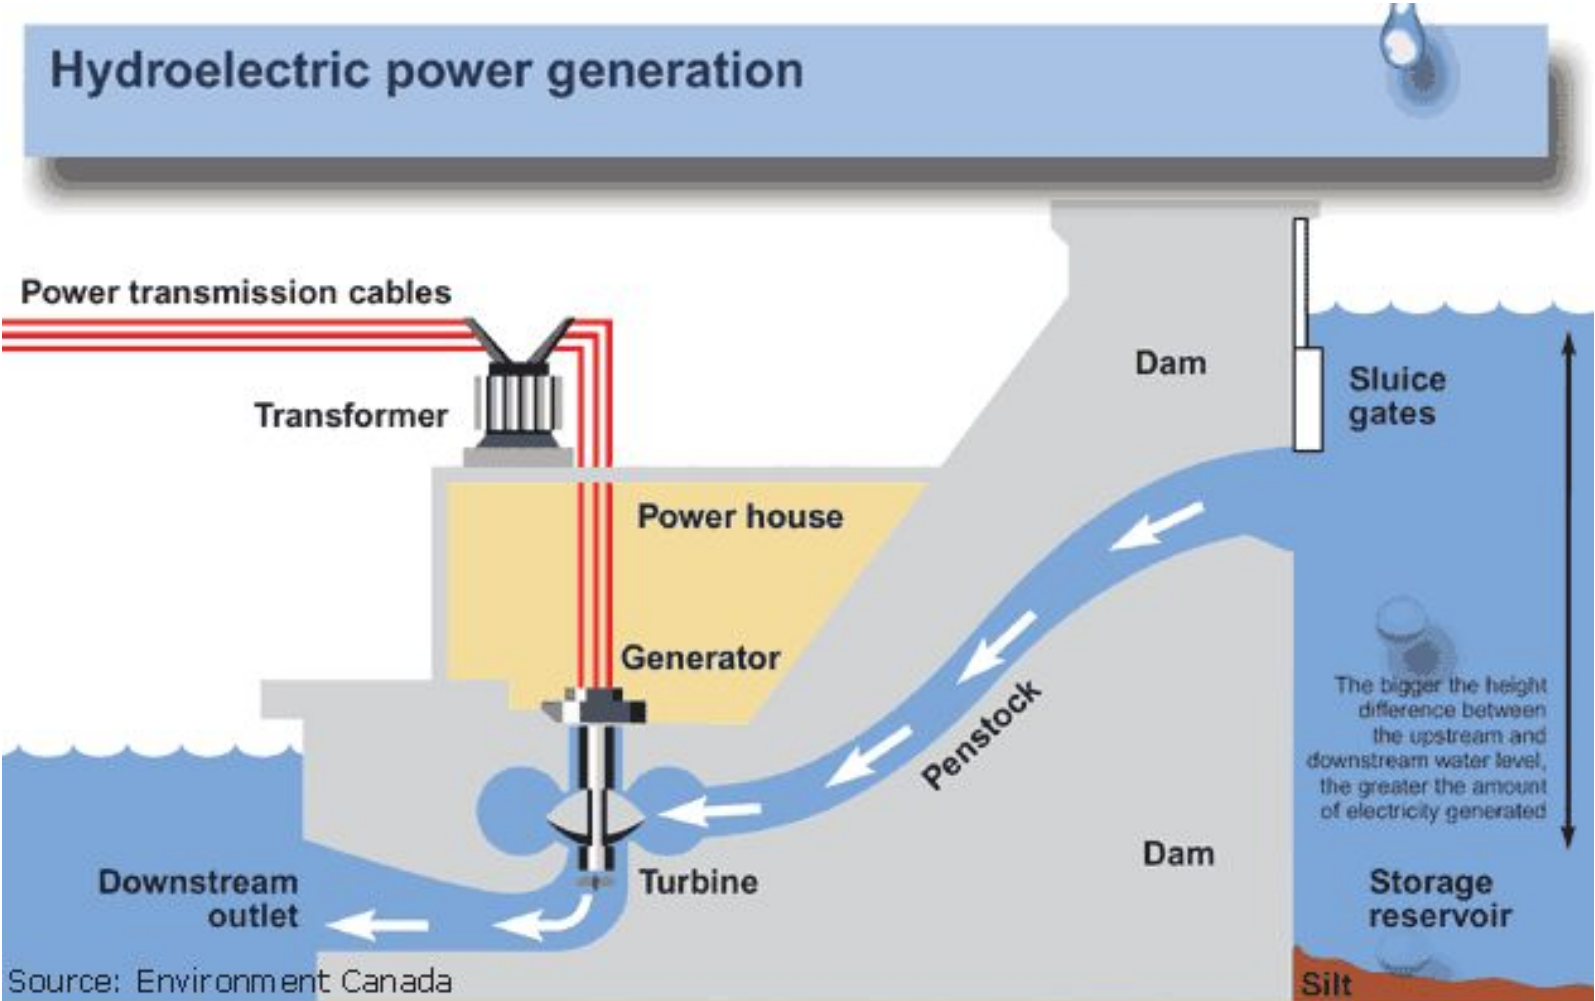 Hydroelectric power generation
Power transmission cables
Transformer
Dam
Sluice
gates
Power house
Generator
Penstock
The bigger the height
difference between
the upstream and
downstream water level,
the greater the amount
of electricity generated
Turbine
Dam
Downstream
outlet
Storage
reservoir
Source: Environment Canada
Silt